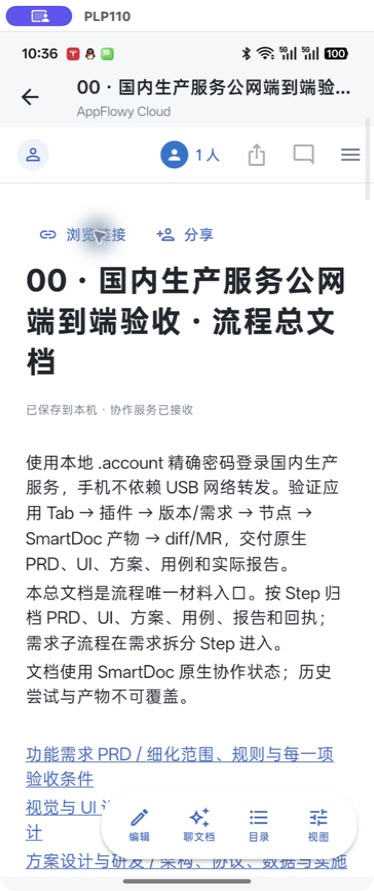 PLP110
10:36
100
00 · 国内生产服务公网端到端验...
AppFlowy Cloud
1人
浏览链接
分享
00 · 国内生产服务公网
端到端验收 · 流程总文
档
已保存到本机 · 协作服务已接收
使用本地 .account 精确密码登录国内生产
服务，手机不依赖 USB 网络转发。验证应
用 Tab → 插件 → 版本/需求 → 节点 →
SmartDoc 产物 → diff/MR，交付原生
PRD、UI、方案、用例和实际报告。
本总文档是流程唯一材料入口。按 Step 归
档 PRD、UI、方案、用例、报告和回执；
需求子流程在需求拆分 Step 进入。
文档使用 SmartDoc 原生协作状态；历史
尝试与产物不可覆盖。
功能需求 PRD / 细化范围、规则与每一项
验收条件
视觉与 UI
计
编辑
聊文档
目录
视图
方案设计与研发 / 架构、协议、数据与实施